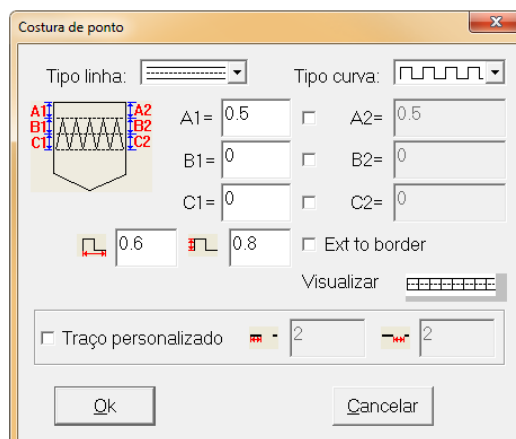 Costura de ponto
Tipo linha: Tipo curva:
A1 A2 A1= 0.5 A2= 0.5
B1 B2 B1= 0 B2= 0
C1 C2 C1= 0 C2= 0
0.6 0.8 Ext to border
Visualizar
Traço personalizado 2 2
Ok Cancelar